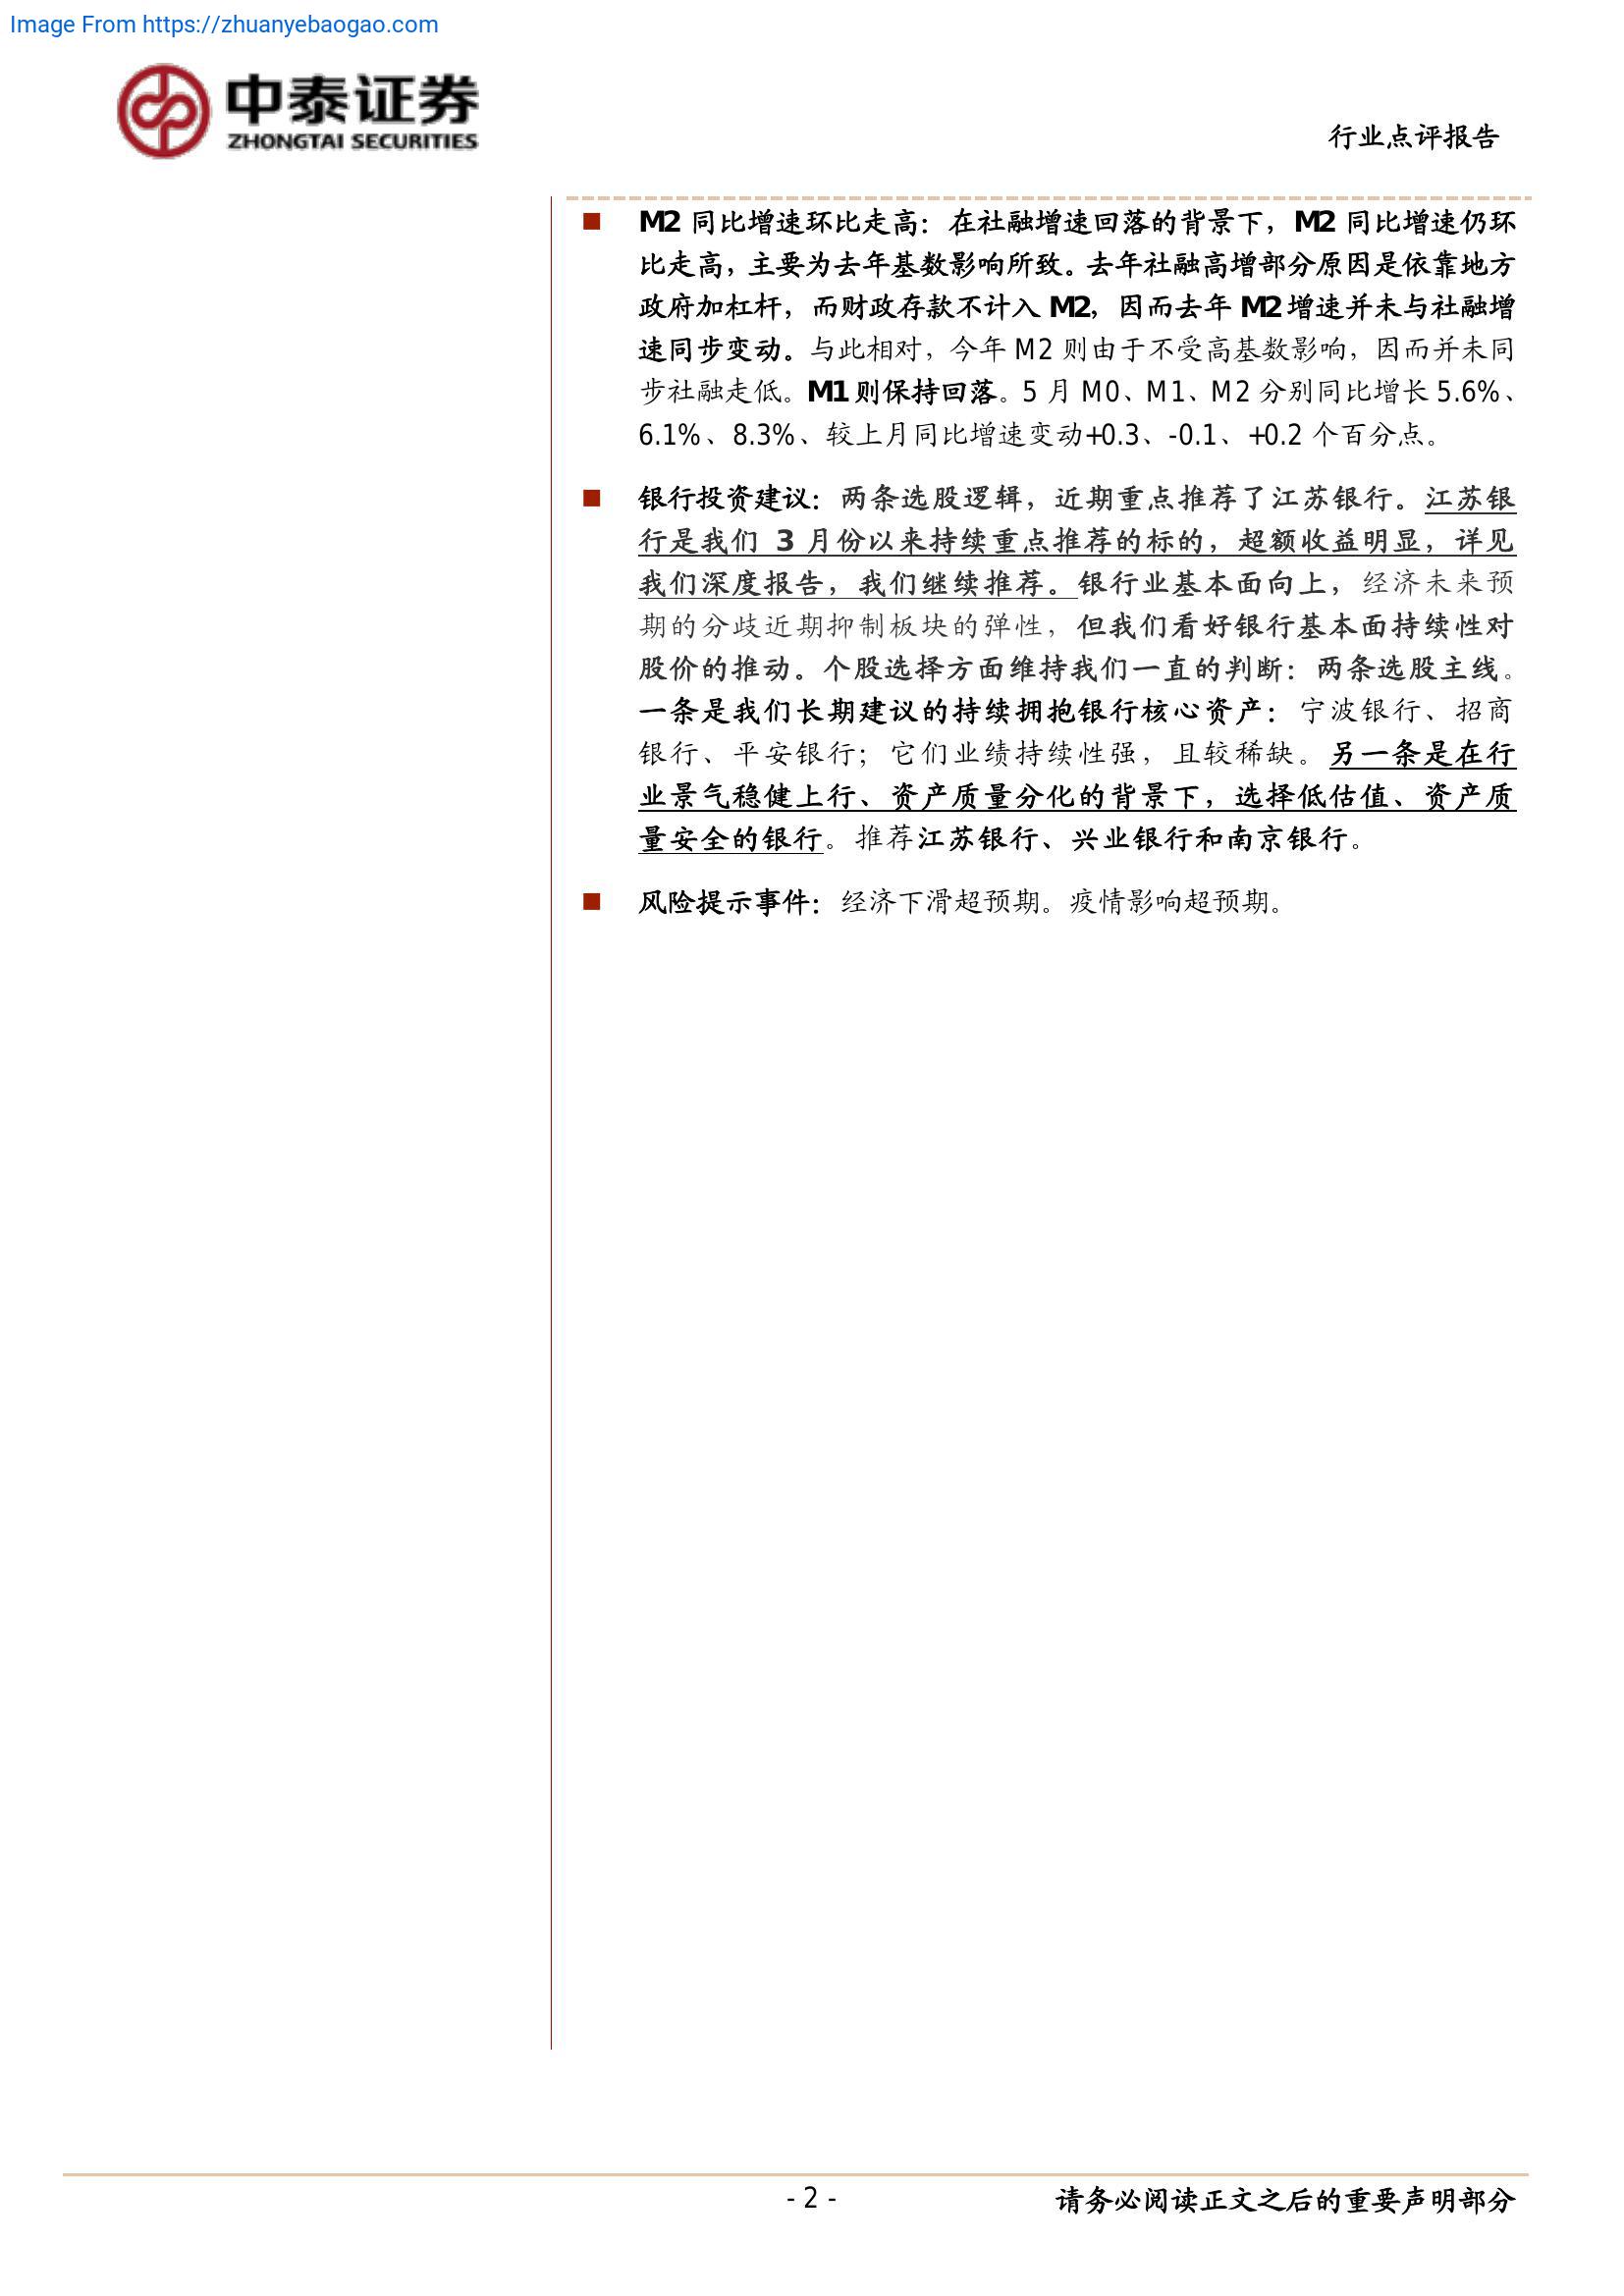 Image From https://zhuanyebaogao.com
中泰证券
ZHONGTAI SECURITIES
行业点评报告
■ M2 同比增速环比走高：在社融增速回落的背景下，M2 同比增速仍环
比走高，主要为去年基数影响所致。去年社融高增部分原因是依靠地方
政府加杠杆，而财政存款不计入 M2，因而去年 M2 增速并未与社融增
速同步变动。与此相对，今年 M2 则由于不受高基数影响，因而并未同
步社融走低。M1 则保持回落。5 月 M0、M1、M2 分别同比增长 5.6%、
6.1%、8.3%、较上月同比增速变动+0.3、-0.1、+0.2 个百分点。
■ 银行投资建议：两条选股逻辑，近期重点推荐了江苏银行。江苏银
行是我们 3 月份以来持续重点推荐的标的，超额收益明显，详见
我们深度报告，我们继续推荐。银行业基本面向上，经济未来预
期的分歧近期抑制板块的弹性，但我们看好银行基本面持续性对
股价的推动。个股选择方面维持我们一直的判断：两条选股主线。
一条是我们长期建议的持续拥抱银行核心资产：宁波银行、招商
银行、平安银行；它们业绩持续性强，且较稀缺。另一条是在行
业景气稳健上行、资产质量分化的背景下，选择低估值、资产质
量安全的银行。推荐江苏银行、兴业银行和南京银行。
■ 风险提示事件：经济下滑超预期。疫情影响超预期。
- 2 -
请务必阅读正文之后的重要声明部分